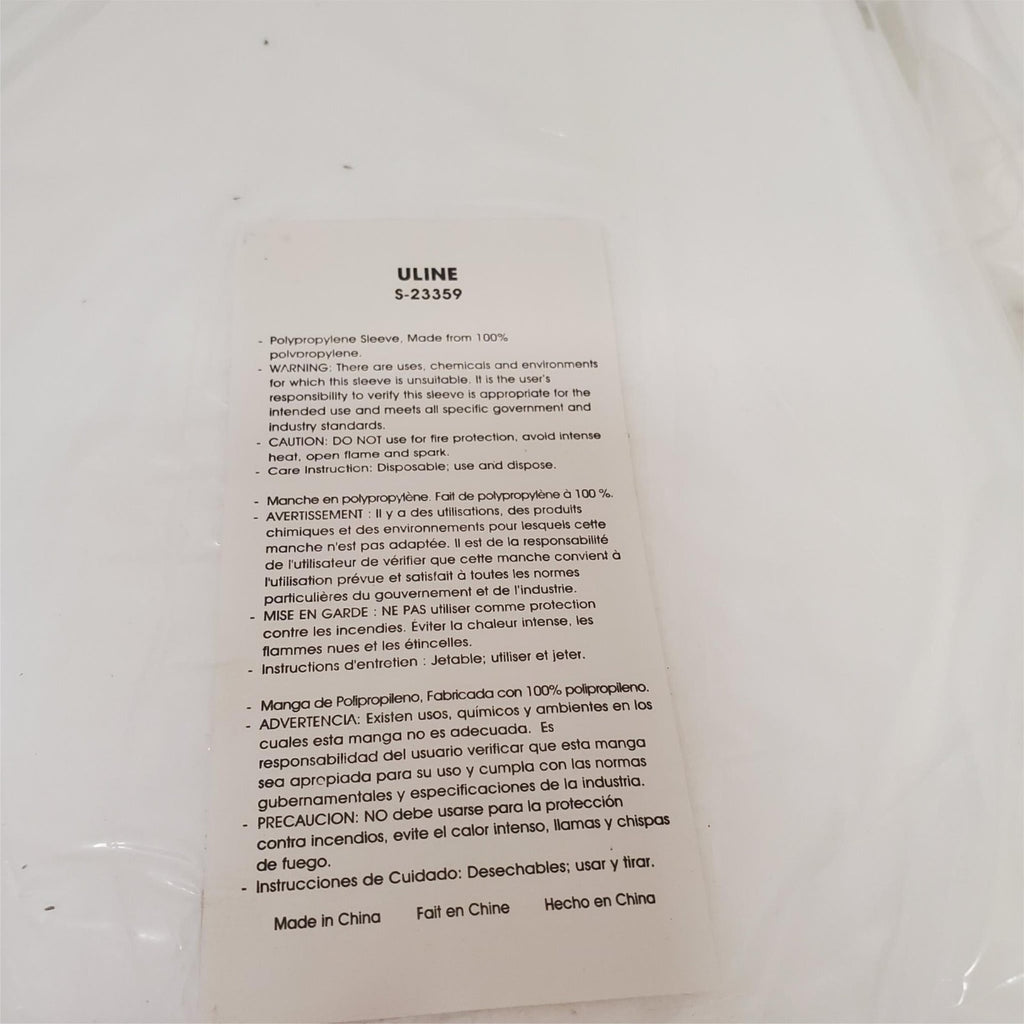 ULINE
S-23359
- Polypropylene Sleeve, Made from 100%
polypropylene.
- WARNING: There are uses, chemicals and environments
for which this sleeve is unsuitable. It is the user's
responsibility to verify this sleeve is appropriate for the
intended use and meets all specific government and
industry standards.
- CAUTION: DO NOT use for fire protection, avoid intense
heat, open flame and spark.
- Care Instruction: Disposable; use and dispose.
- Manche en polypropylène. Fait de polypropylène à 100 %.
- AVERTISSEMENT : Il y a des utilisations, des produits
chimiques et des environnements pour lesquels cette
manche n'est pas adaptée. Il est de la responsabilité
de l'utilisateur de vérifier que cette manche convient à
l'utilisation prévue et satisfait à toutes les normes
particulières du gouvernement et de l'industrie.
- MISE EN GARDE : NE PAS utiliser comme protection
contre les incendies. Éviter la chaleur intense, les
flammes nues et les étincelles.
- Instructions d'entretien : Jetable; utiliser et jeter.
- Manga de Polipropileno, Fabricada con 100% polipropileno.
- ADVERTENCIA: Existen usos, químicos y ambientes en los
cuales esta manga no es adecuada. Es
responsabilidad del usuario verificar que esta manga
sea apropiada para su uso y cumpla con las normas
gubernamentales y especificaciones de la industria.
- PRECAUCION: NO debe usarse para la protección
contra incendios, evite el calor intenso, llamas y chispas
de fuego.
- Instrucciones de Cuidado: Desechables; usar y tirar.
Made in China Fait en Chine Hecho en China